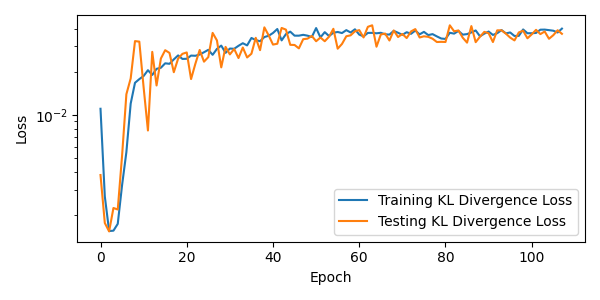 Loss
10⁻²
Training KL Divergence Loss
Testing KL Divergence Loss
0 20 40 60 80 100
Epoch